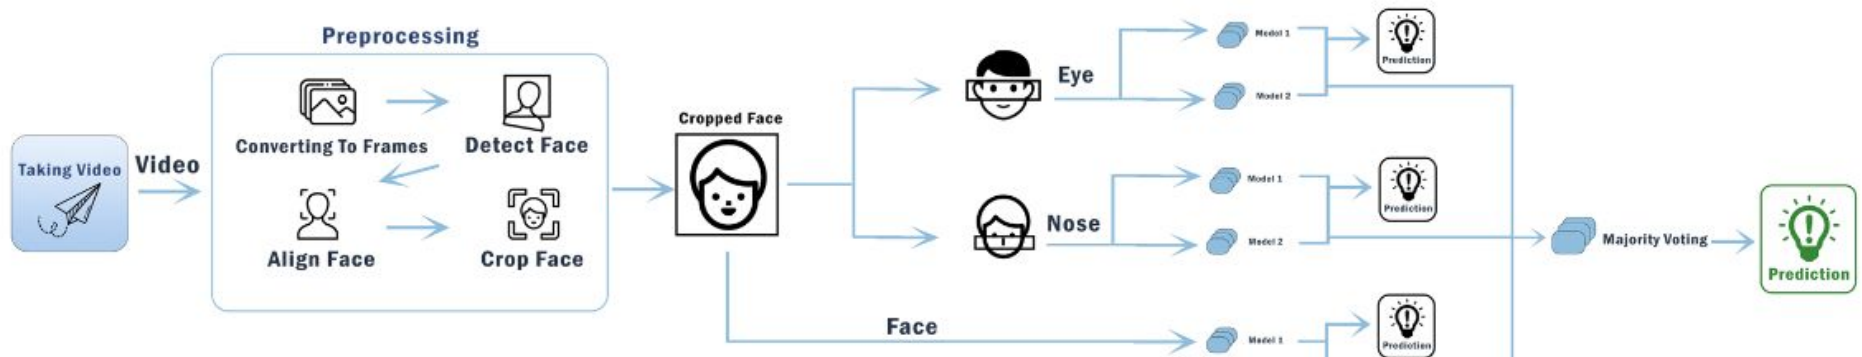 Preprocessing
Taking Video
Video
Converting To Frames
Detect Face
Align Face
Crop Face
Cropped Face
Eye
Model 1
Model 2
Prediction
Nose
Model 1
Model 2
Prediction
Face
Model 1
Prediction
Majority Voting
Prediction